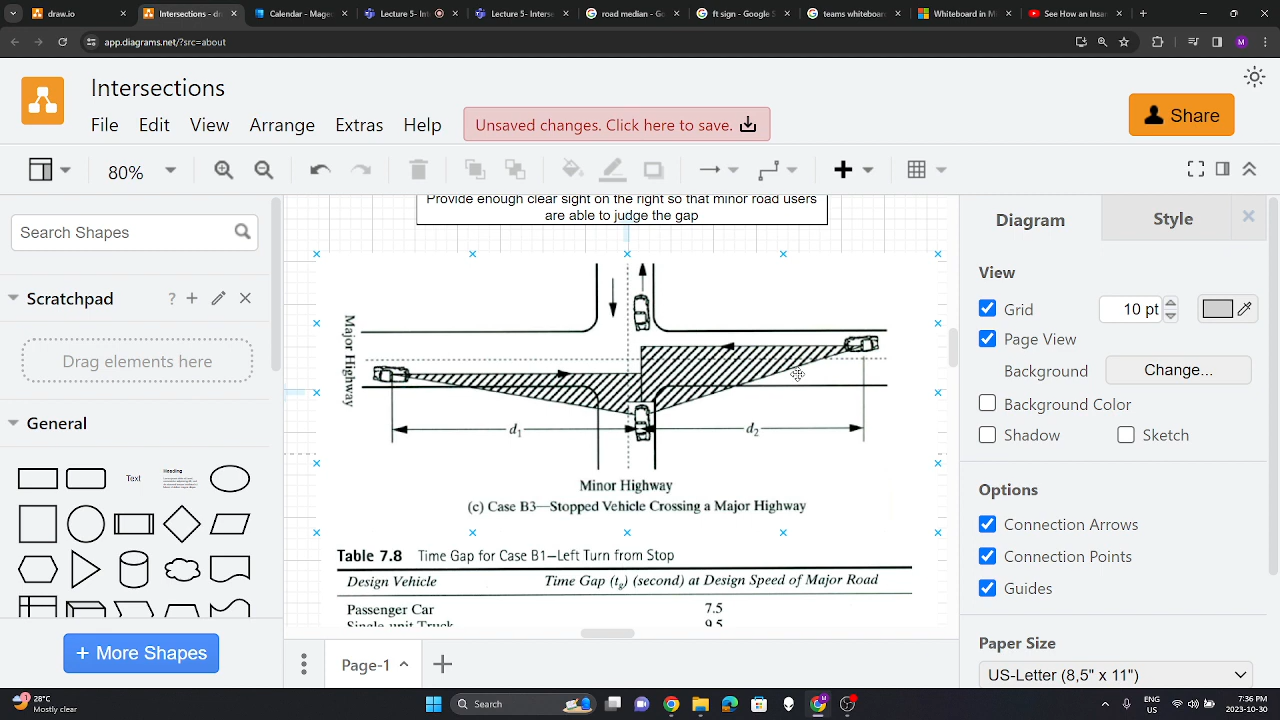 draw.io
Intersections - dr
Calendar - Mager
Lecture 5- Int
Lecture 5- Interse
road median - G
ft sign - Google S
teams whiteboard
Whiteboard in Mi
See How an Insa
app.diagrams.net/?src=about
M
Intersections
File Edit View Arrange Extras Help
Unsaved changes. Click here to save.
Share
80%
Search Shapes
Scratchpad
?
Drag elements here
General
Text
Heading
+ More Shapes
Provide enough clear sight on the right so that minor road users
are able to judge the gap
Major Highway
d1
d2
Minor Highway
(c) Case B3—Stopped Vehicle Crossing a Major Highway
Table 7.8 Time Gap for Case B1—Left Turn from Stop
Design Vehicle Time Gap (tg) (second) at Design Speed of Major Road
Passenger Car 7.5
Single-unit Truck 9.5
Page-1
Diagram Style
View
Grid 10 pt
Page View
Background Change...
Background Color
Shadow Sketch
Options
Connection Arrows
Connection Points
Guides
Paper Size
US-Letter (8,5" x 11")
28°C
Mostly clear
Search
ENG
US
7:36 PM
2023-10-30